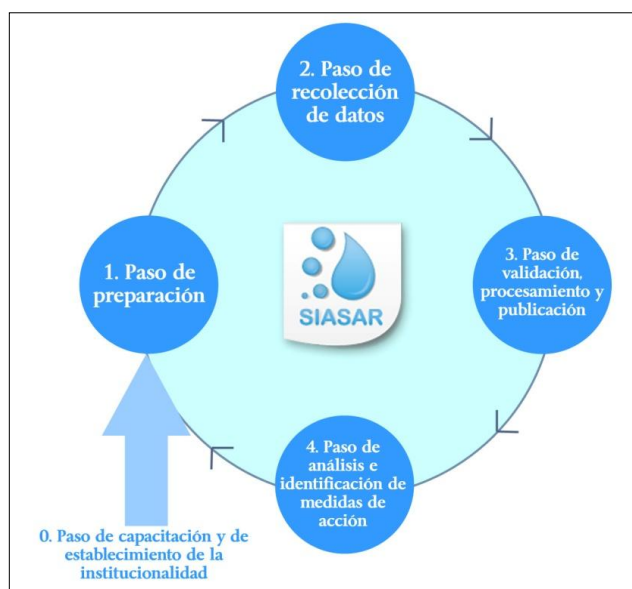 2. Paso de
recolección
de datos
1. Paso de
preparación
3. Paso de
validación,
procesamiento y
publicación
SIASAR
4. Paso de
análisis e
identificación de
medidas de
acción
0. Paso de capacitación y de
establecimiento de la
institucionalidad